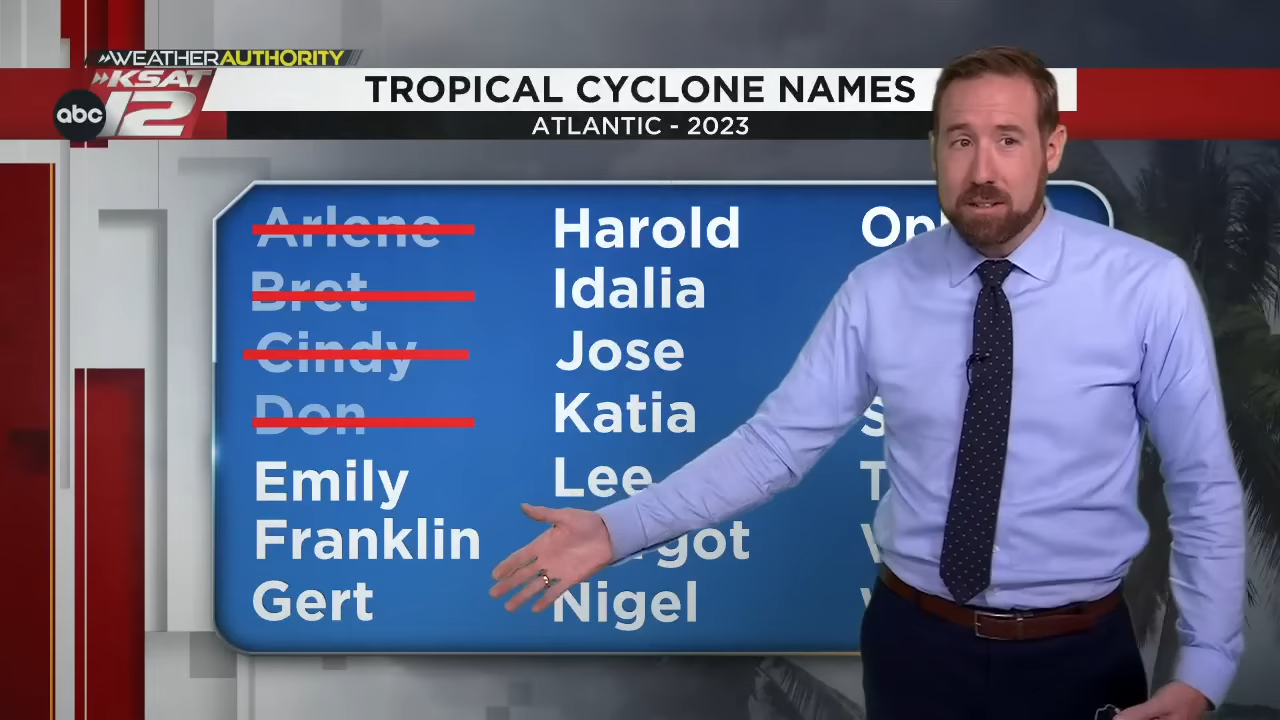 WEATHERAUTHORITY
KSAT
abc 12
TROPICAL CYCLONE NAMES
ATLANTIC - 2023
Arlene
Bret
Cindy
Don
Emily
Franklin
Gert
Harold
Idalia
Jose
Katia
Lee
Nigel